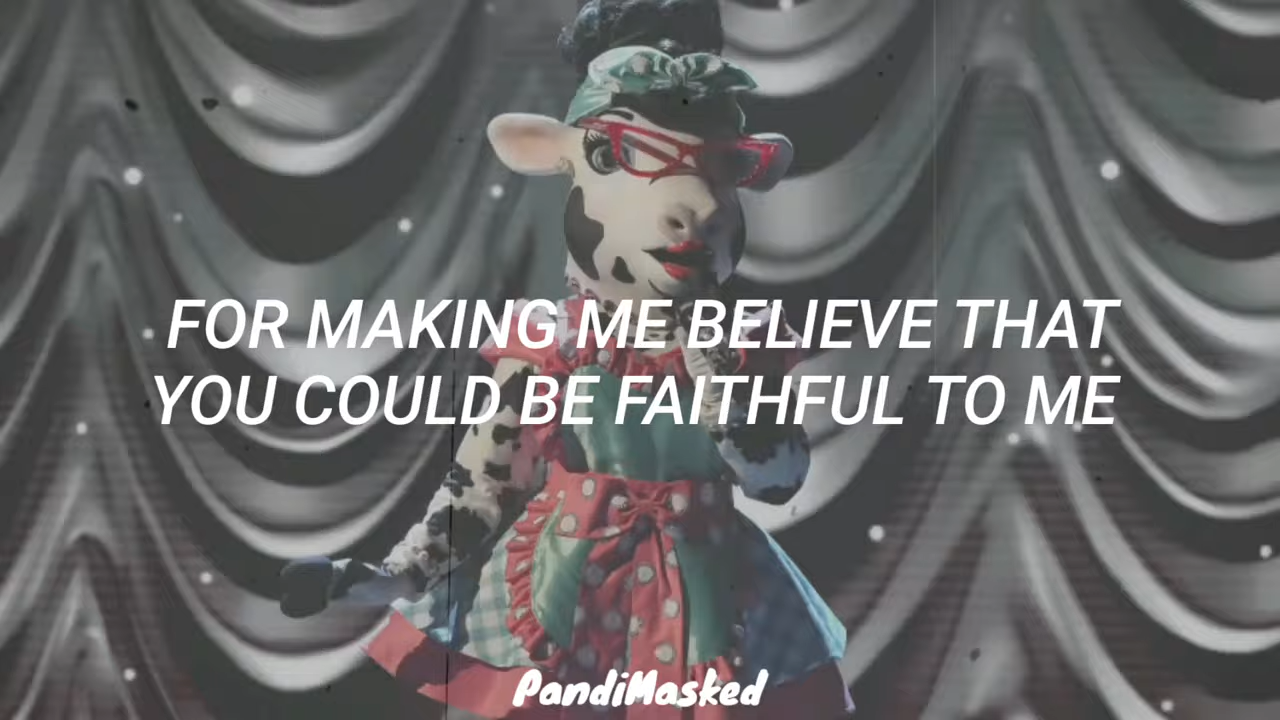 FOR MAKING ME BELIEVE THAT
YOU COULD BE FAITHFUL TO ME
PandiMasked